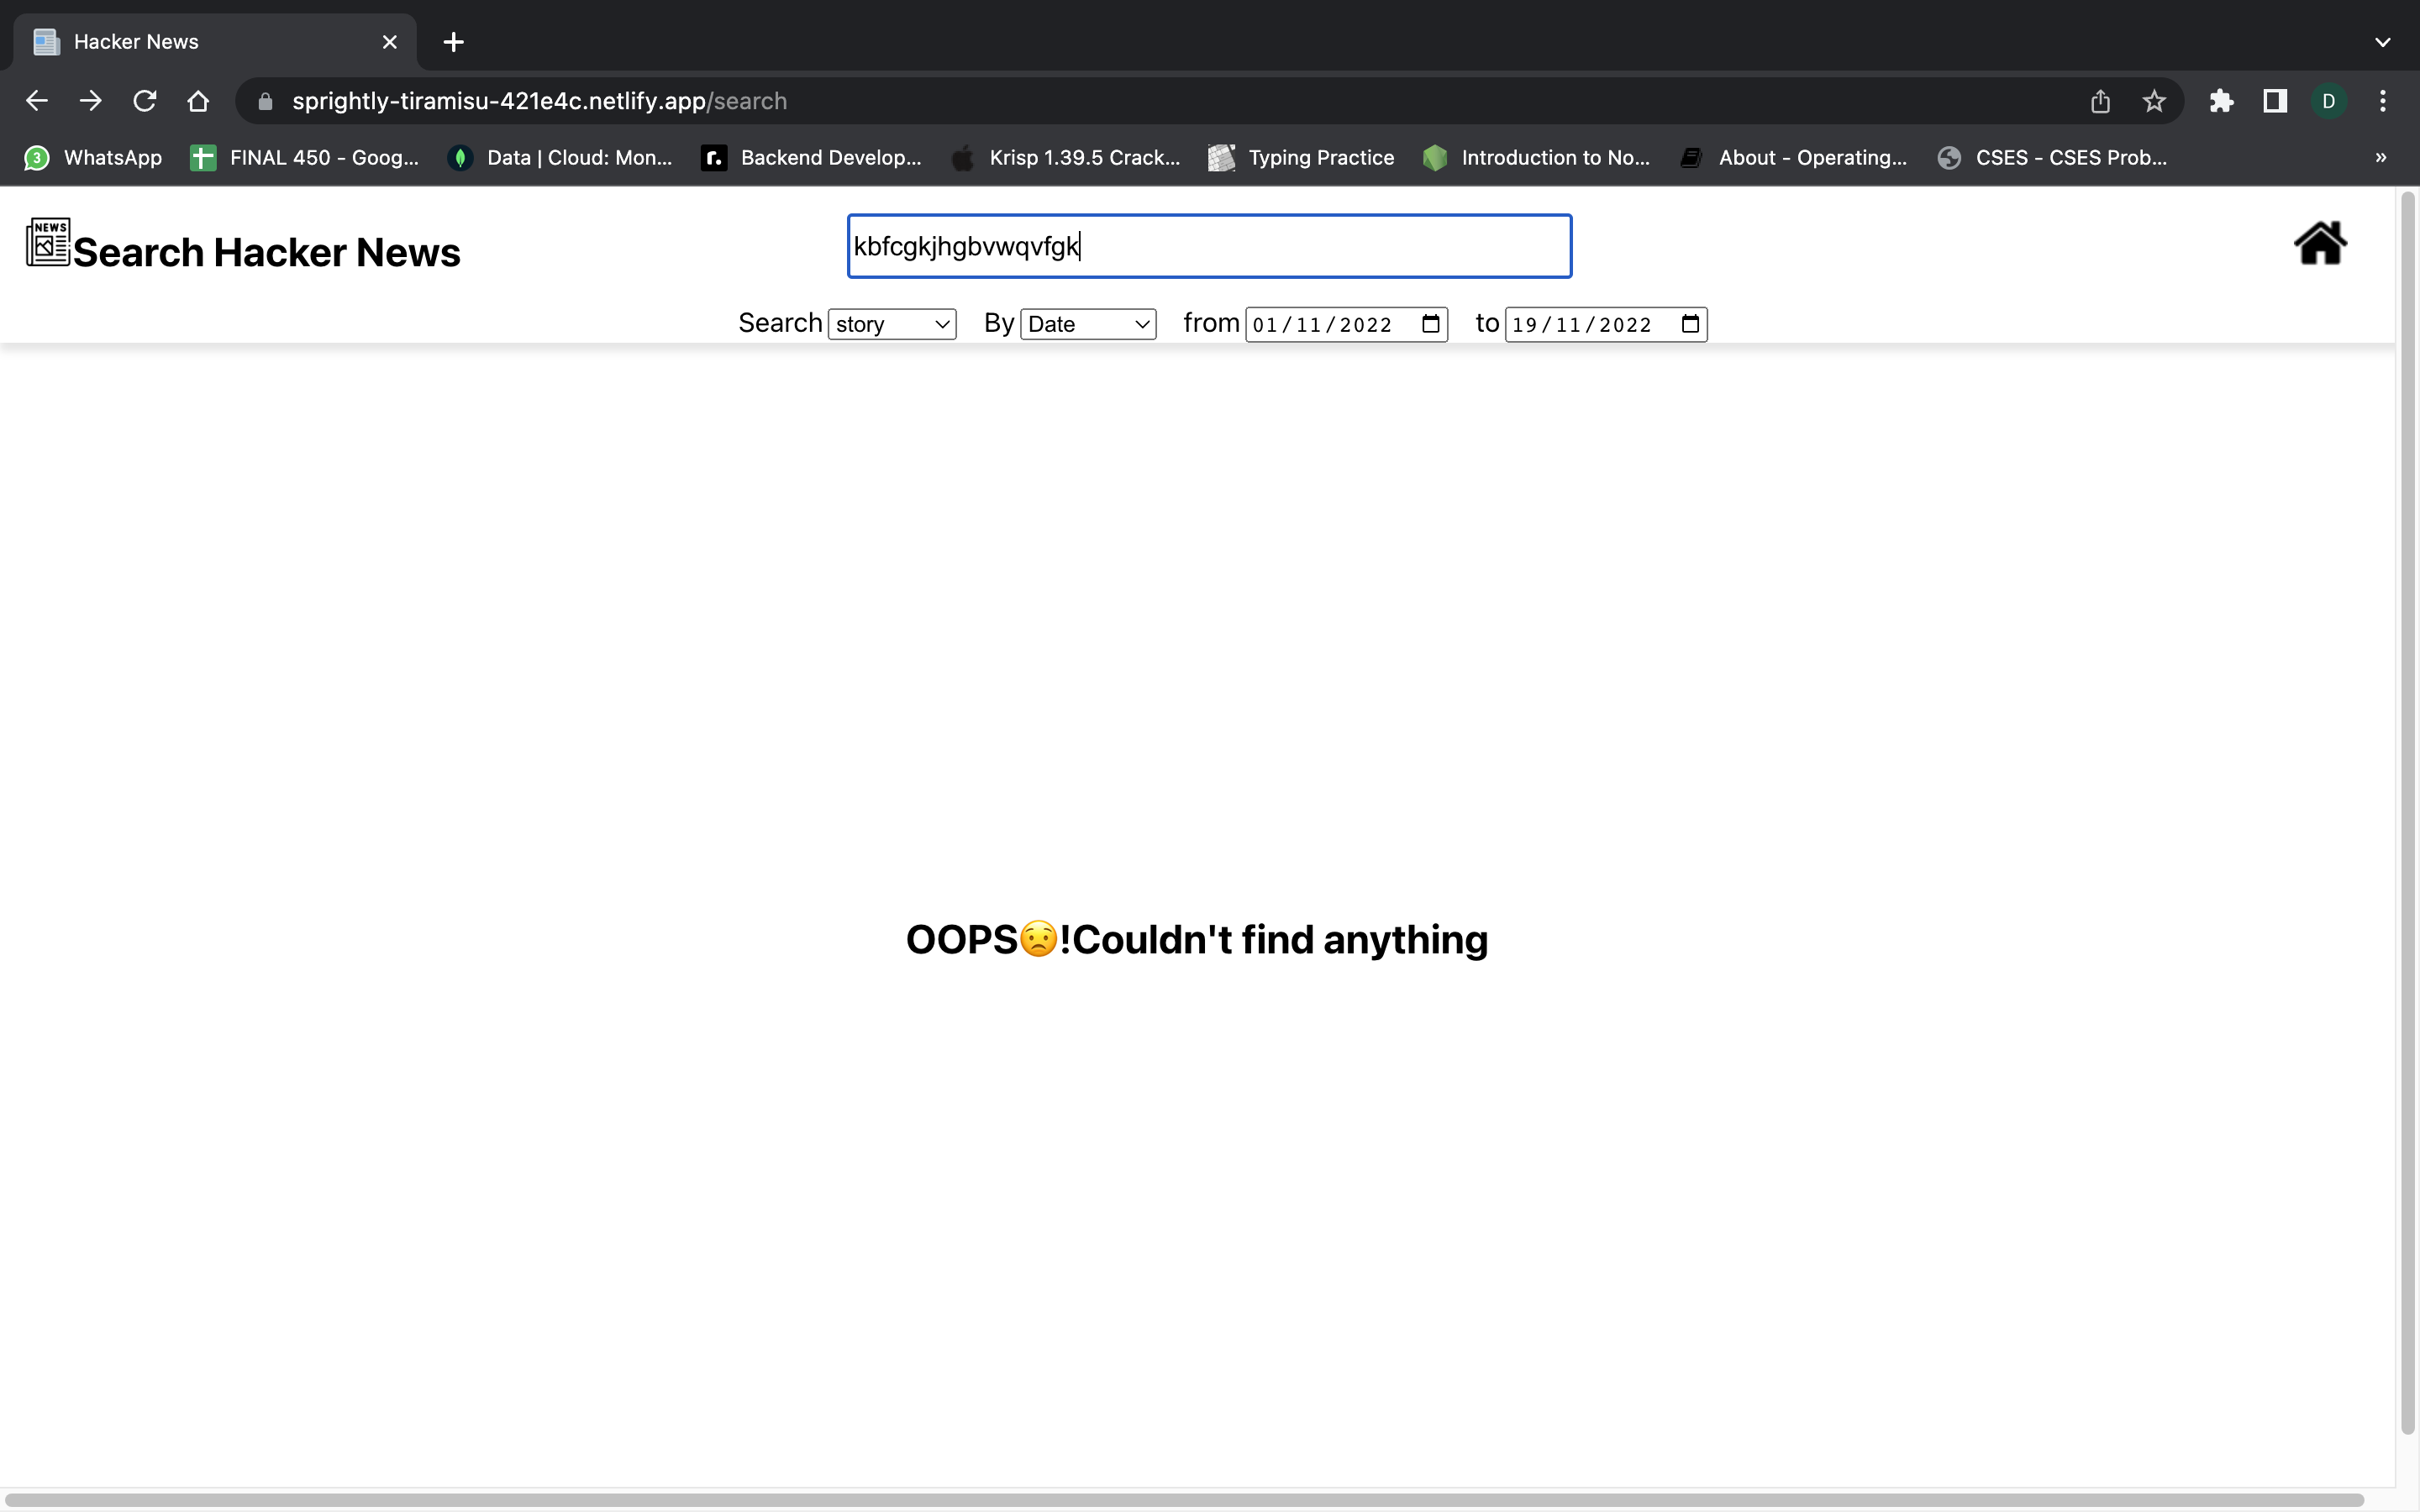 Hacker News
sprightly-tiramisu-421e4c.netlify.app/search
D
3 WhatsApp FINAL 450 - Goog... Data | Cloud: Mon... r. Backend Develop... Krisp 1.39.5 Crack... Typing Practice Introduction to No... About - Operating... CSES - CSES Prob... »
NEWS Search Hacker News kbfcgkjhgbvwqvfgk
Search story By Date from 01/11/2022 to 19/11/2022
OOPS😟!Couldn't find anything